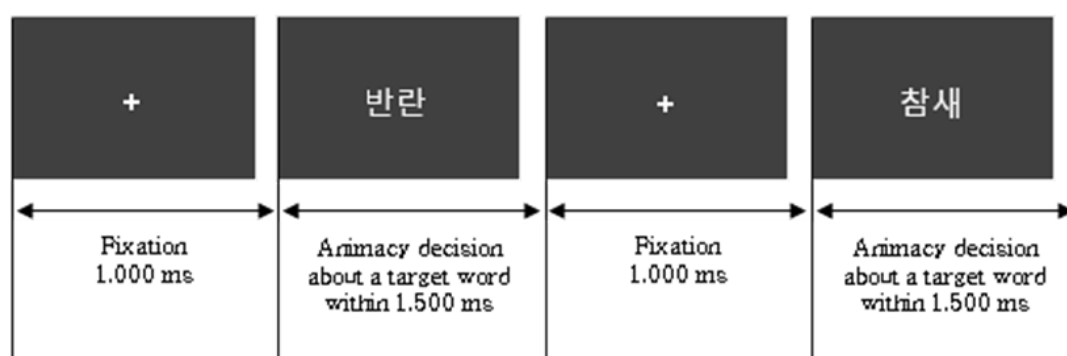 +
반란
+
참새
Fixation
1.000 ms
Animacy decision
about a target word
within 1.500 ms
Fixation
1.000 ms
Animacy decision
about a target word
within 1.500 ms